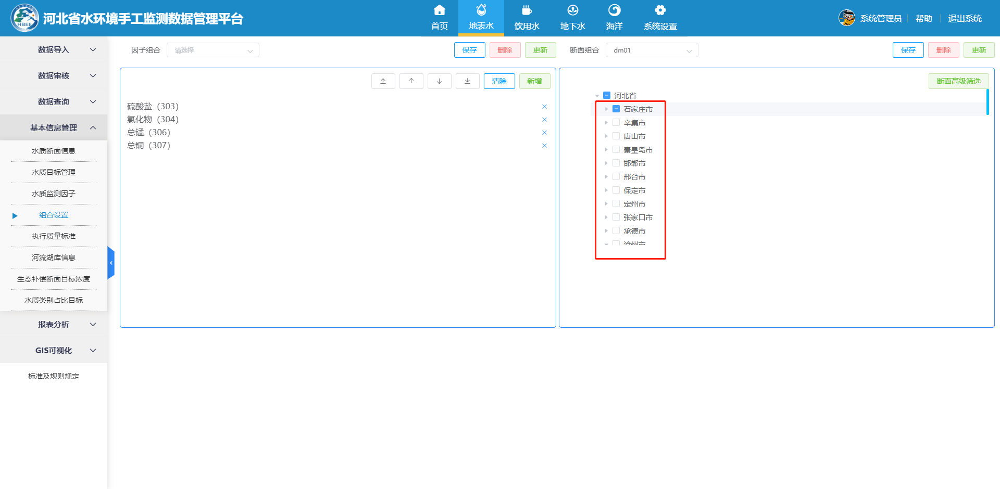 河北省水环境手工监测数据管理平台
首页
地表水
饮用水
地下水
海洋
系统设置
系统管理员
帮助
退出系统
数据导入
数据审核
数据查询
基本信息管理
水质断面信息
水质目标管理
水质监测因子
组合设置
执行质量标准
河流湖库信息
生态补偿断面目标浓度
水质类别占比目标
报表分析
GIS可视化
标准及规则规定
因子组合 请选择
保存 删除 更新
清除 新增
硫酸盐（303）
氯化物（304）
总锰（306）
总铜（307）
断面组合 dm01
保存 删除 更新
断面高级筛选
河北省
石家庄市
辛集市
唐山市
秦皇岛市
邯郸市
邢台市
保定市
定州市
张家口市
承德市
沧州市
HBEE